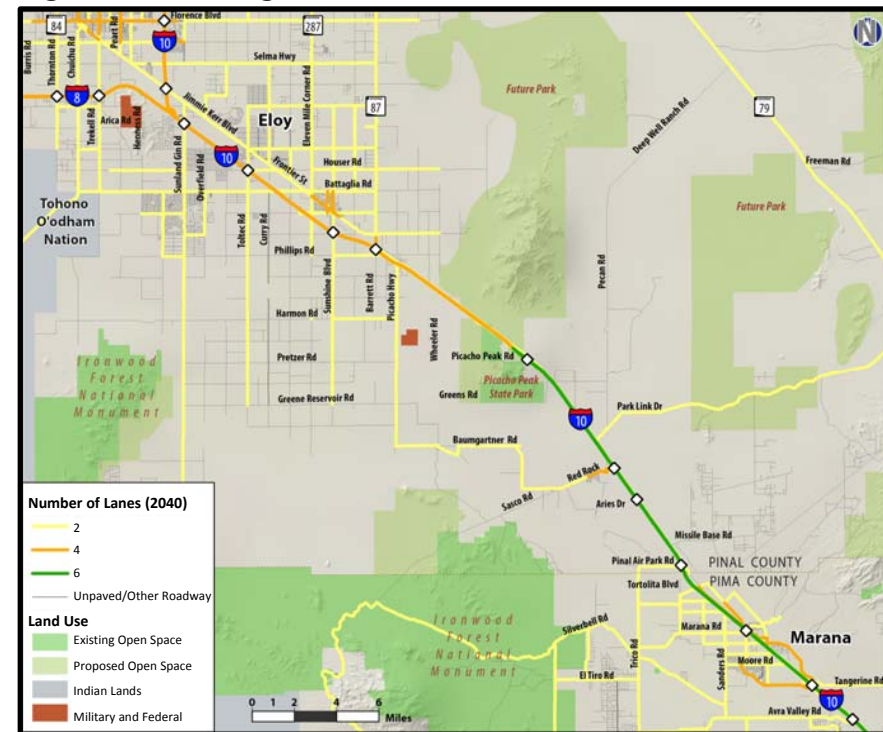 Florence Blvd
84
10
287
Burris Rd
Thornton Rd
Chuichu Rd
Peart Rd
Selma Hwy
N
8
Trekell Rd
Arica Rd
Henness Rd
Jimmie Kerr Blvd
Eloy
Eleven Mile Corner Rd
87
79
Future Park
Deep Well Ranch Rd
Freeman Rd
Sunland Gin Rd
Overfield Rd
10
Houser Rd
Frontier St
Battaglia Rd
Tohono
O'odham
Nation
Toltec Rd
Curry Rd
Phillips Rd
Sunshine Blvd
Barrett Rd
Picacho Hwy
Future Park
Pecan Rd
Harmon Rd
Wheeler Rd
Pretzer Rd
Picacho Peak Rd
Ironwood
Forest
National
Monument
Greene Reservoir Rd
Greens Rd
Picacho Peak
State Park
10
Park Link Dr
Baumgartner Rd
Red Rock
Sasco Rd
Aries Dr
Missile Base Rd
Pinal Air Park Rd
PINAL COUNTY
PIMA COUNTY
Tortolita Blvd
Ironwood
Forest
National
Monument
Silverbell Rd
Marana Rd
Marana
Trico Rd
Sanders Rd
Moore Rd
El Tiro Rd
Tangerine Rd
10
Avra Valley Rd
Number of Lanes (2040)
2
4
6
Unpaved/Other Roadway
Land Use
Existing Open Space
Proposed Open Space
Indian Lands
Military and Federal
0 1 2 4 6
Miles